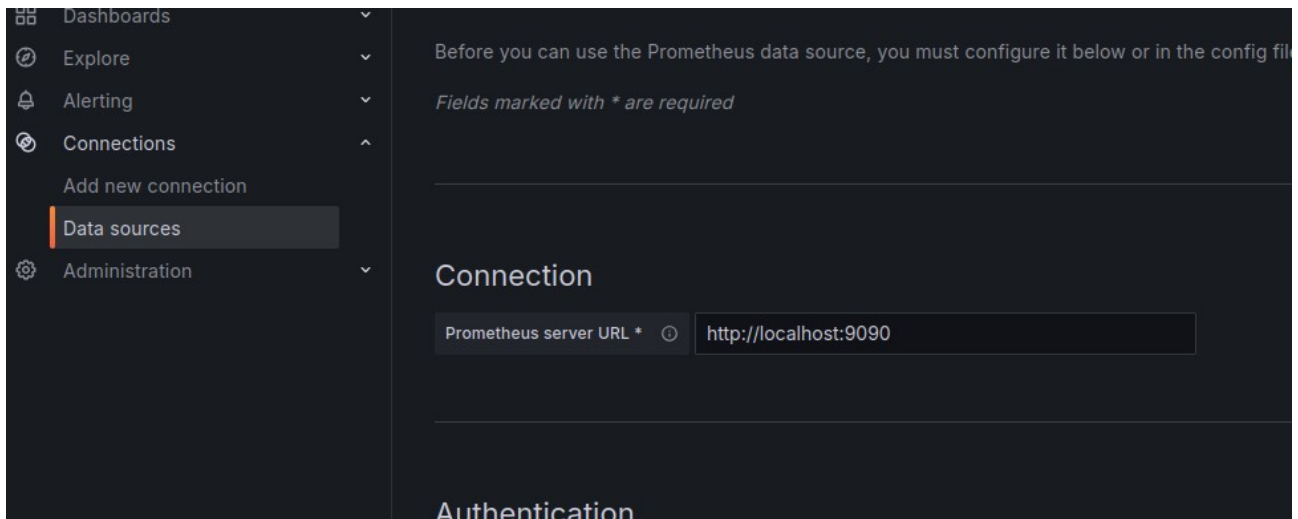 Dashboards
Explore
Alerting
Connections
Add new connection
Data sources
Administration
Before you can use the Prometheus data source, you must configure it below or in the config
Fields marked with * are required
Connection
Prometheus server URL *
http://localhost:9090
Authentication